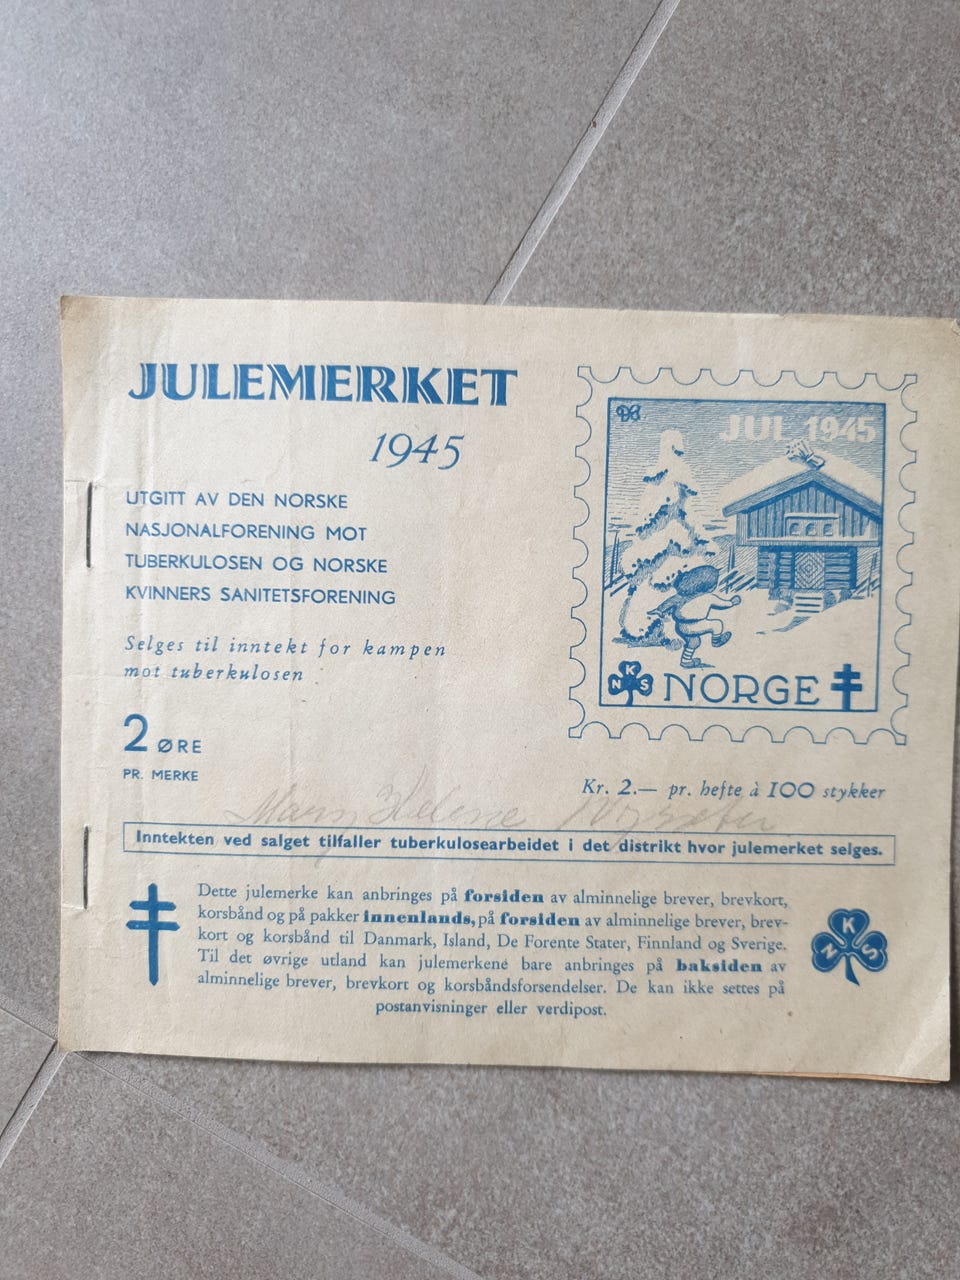 JULEMERKET
1945
UTGITT AV DEN NORSKE
NASJONALFORENING MOT
TUBERKULOSEN OG NORSKE
KVINNERS SANITETSFORENING
Selges til inntekt for kampen
mot tuberkulosen
2 ØRE
PR. MERKE
JUL 1945
NKS NORGE
Kr. 2.— pr. hefte à 100 stykker
Mary Helene
Inntekten ved salget tilfaller tuberkulosearbeidet i det distrikt hvor julemerket selges.
Dette julemerke kan anbringes på forsiden av alminnelige brever, brevkort,
korsbånd og på pakker innenlands, på forsiden av alminnelige brever, brev-
kort og korsbånd til Danmark, Island, De Forente Stater, Finnland og Sverige.
Til det øvrige utland kan julemerkene bare anbringes på baksiden av
alminnelige brever, brevkort og korsbåndsforsendelser. De kan ikke settes på
postanvisninger eller verdipost.
NKS